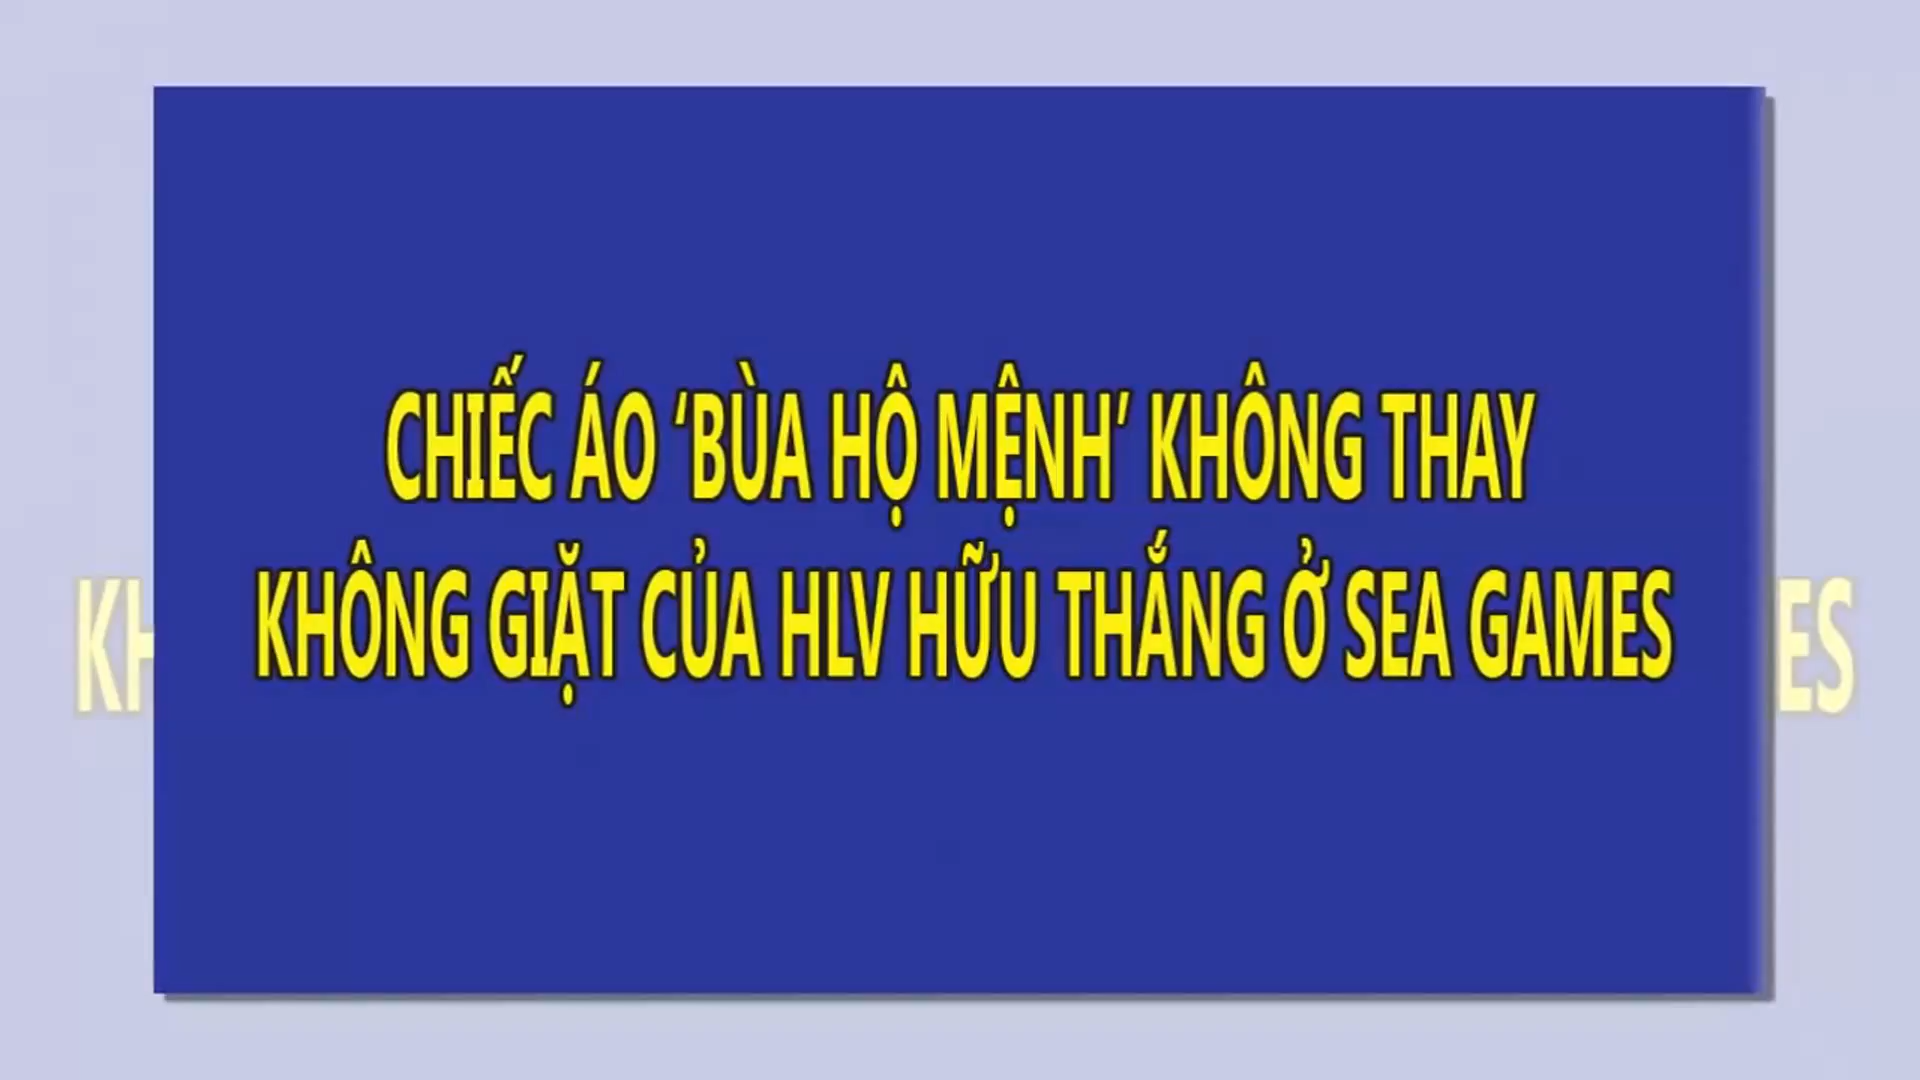 CHIẾC ÁO ‘BÙA HỘ MỆNH’ KHÔNG THAY
KHÔNG GIẶT CỦA HLV HỮU THẮNG Ở SEA GAMES